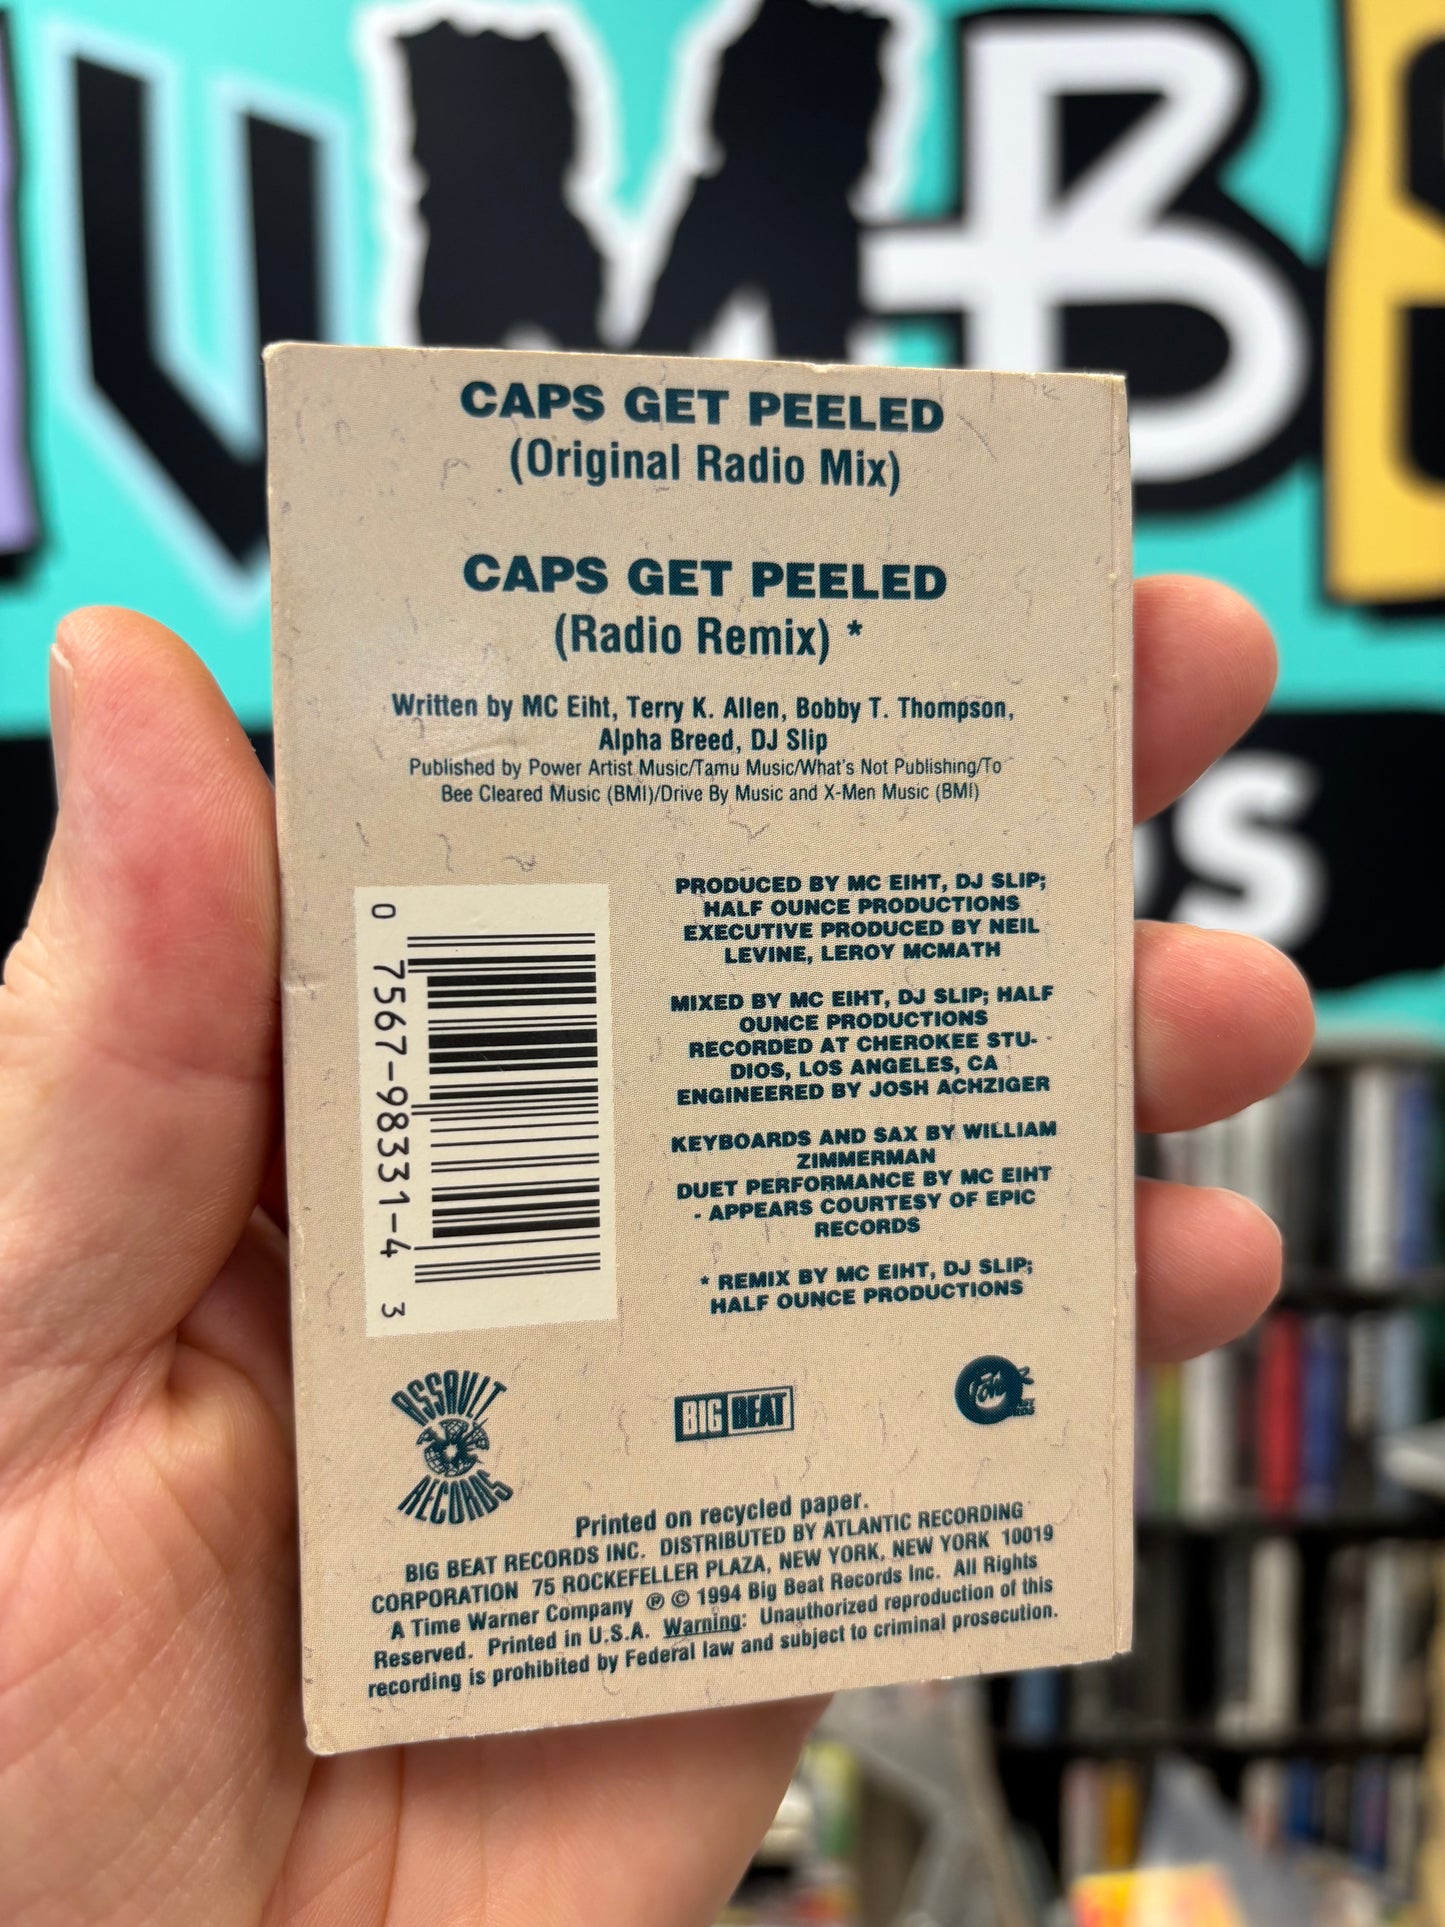 UMBS
DS
CAPS GET PEELED
(Original Radio Mix)
CAPS GET PEELED
(Radio Remix) *
Written by MC Eiht, Terry K. Allen, Bobby T. Thompson,
Alpha Breed, DJ Slip
Published by Power Artist Music/Tamu Music/What's Not Publishing/To
Bee Cleared Music (BMI)/Drive By Music and X-Men Music (BMI)
0 7567-98331-4 3
PRODUCED BY MC EIHT, DJ SLIP;
HALF OUNCE PRODUCTIONS
EXECUTIVE PRODUCED BY NEIL
LEVINE, LEROY MCMATH
MIXED BY MC EIHT, DJ SLIP; HALF
OUNCE PRODUCTIONS
RECORDED AT CHEROKEE STU-
DIOS, LOS ANGELES, CA
ENGINEERED BY JOSH ACHZIGER
KEYBOARDS AND SAX BY WILLIAM
ZIMMERMAN
DUET PERFORMANCE BY MC EIHT
- APPEARS COURTESY OF EPIC
RECORDS
* REMIX BY MC EIHT, DJ SLIP;
HALF OUNCE PRODUCTIONS
ASSAULT
RECORDS
BIG BEAT
Printed on recycled paper.
BIG BEAT RECORDS INC. DISTRIBUTED BY ATLANTIC RECORDING
CORPORATION 75 ROCKEFELLER PLAZA, NEW YORK, NEW YORK 10019
A Time Warner Company ℗ © 1994 Big Beat Records Inc. All Rights
Reserved. Printed in U.S.A. Warning: Unauthorized reproduction of this
recording is prohibited by Federal law and subject to criminal prosecution.